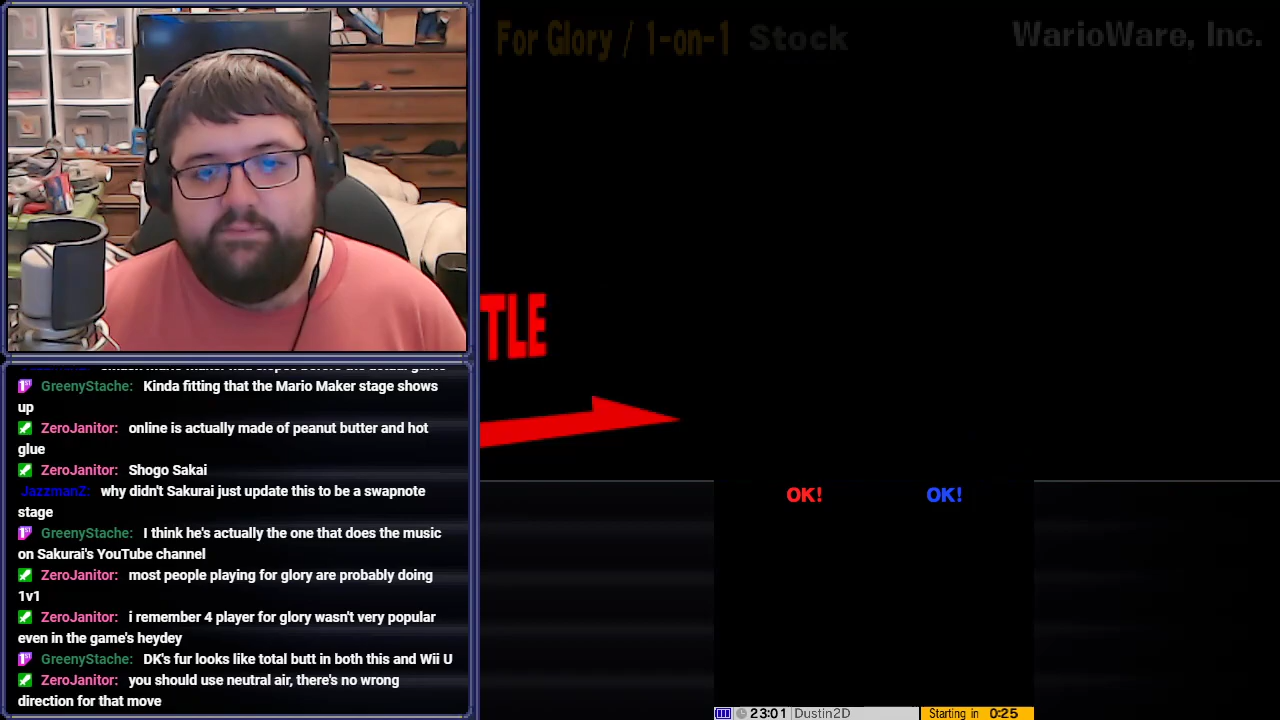 For Glory / 1-on-1 Stock
WarioWare, Inc.
TLE
OK! OK!
GreenyStache: Kinda fitting that the Mario Maker stage shows
up
ZeroJanitor: online is actually made of peanut butter and hot
glue
ZeroJanitor: Shogo Sakai
JazzmanZ: why didn't Sakurai just update this to be a swapnote
stage
GreenyStache: I think he's actually the one that does the music
on Sakurai's YouTube channel
ZeroJanitor: most people playing for glory are probably doing
1v1
ZeroJanitor: i remember 4 player for glory wasn't very popular
even in the game's heydey
GreenyStache: DK's fur looks like total butt in both this and Wii U
ZeroJanitor: you should use neutral air, there's no wrong
direction for that move
23:01 Dustin2D Starting in 0:25